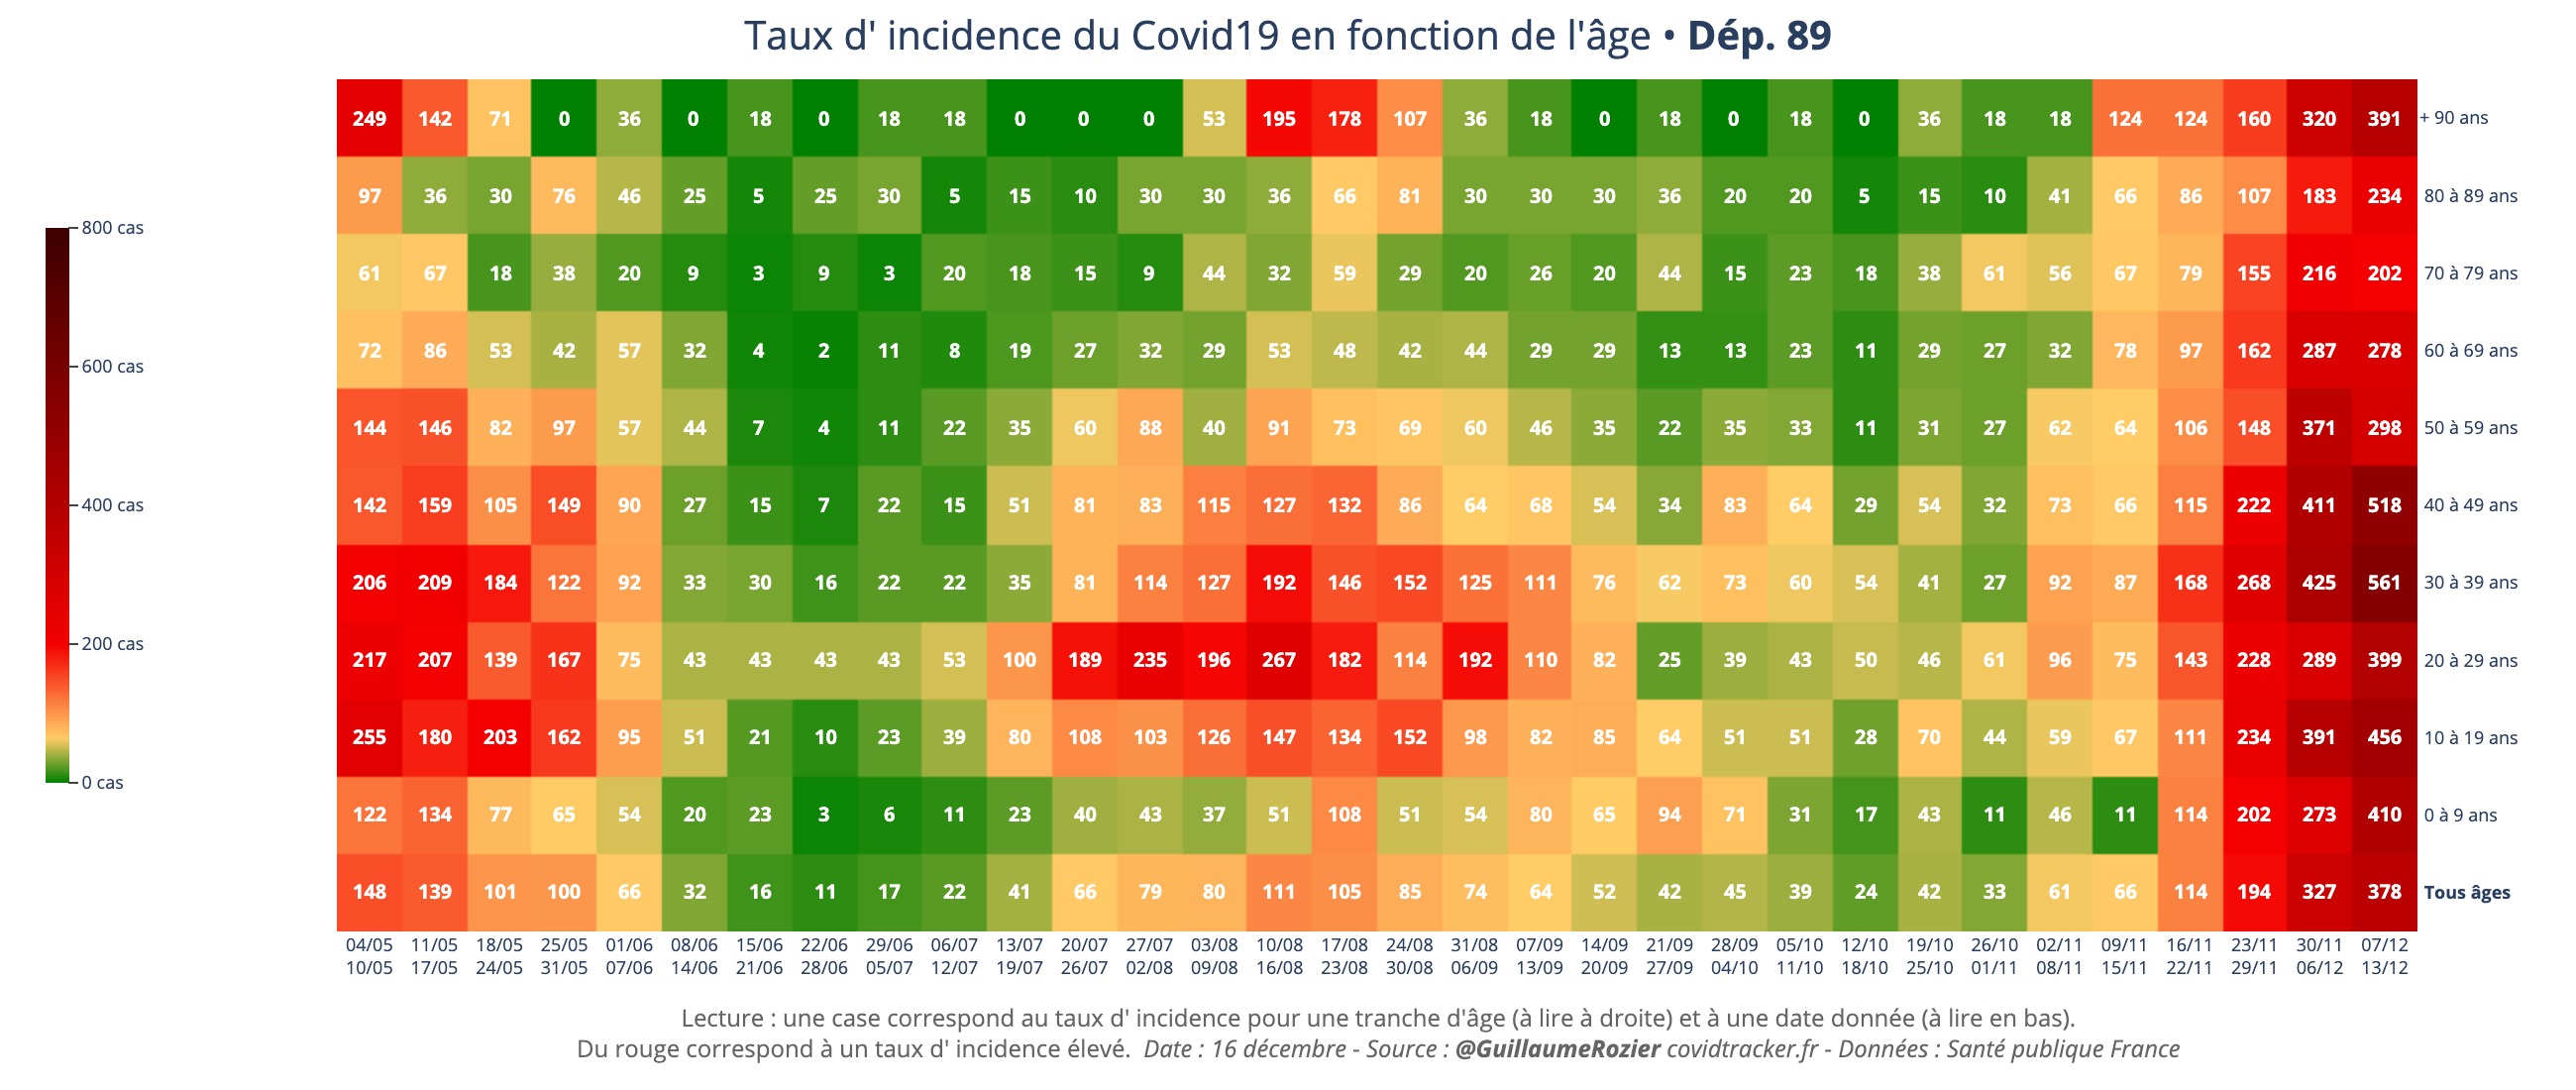 Taux d' incidence du Covid19 en fonction de l'âge • Dép. 89
800 cas
600 cas
400 cas
200 cas
0 cas
249 142 71 0 36 0 18 0 18 18 0 0 0 53 195 178 107 36 18 0 18 0 18 0 36 18 18 124 124 160 320 391 + 90 ans
97 36 30 76 46 25 5 25 30 5 15 10 30 30 36 66 81 30 30 30 36 20 20 5 15 10 41 66 86 107 183 234 80 à 89 ans
61 67 18 38 20 9 3 9 3 20 18 15 9 44 32 59 29 20 26 20 44 15 23 18 38 61 56 67 79 155 216 202 70 à 79 ans
72 86 53 42 57 32 4 2 11 8 19 27 32 29 53 48 42 44 29 29 13 13 23 11 29 27 32 78 97 162 287 278 60 à 69 ans
144 146 82 97 57 44 7 4 11 22 35 60 88 40 91 73 69 60 46 35 22 35 33 11 31 27 62 64 106 148 371 298 50 à 59 ans
142 159 105 149 90 27 15 7 22 15 51 81 83 115 127 132 86 64 68 54 34 83 64 29 54 32 73 66 115 222 411 518 40 à 49 ans
206 209 184 122 92 33 30 16 22 22 35 81 114 127 192 146 152 125 111 76 62 73 60 54 41 27 92 87 168 268 425 561 30 à 39 ans
217 207 139 167 75 43 43 43 43 53 100 189 235 196 267 182 114 192 110 82 25 39 43 50 46 61 96 75 143 228 289 399 20 à 29 ans
255 180 203 162 95 51 21 10 23 39 80 108 103 126 147 134 152 98 82 85 64 51 51 28 70 44 59 67 111 234 391 456 10 à 19 ans
122 134 77 65 54 20 23 3 6 11 23 40 43 37 51 108 51 54 80 65 94 71 31 17 43 11 46 11 114 202 273 410 0 à 9 ans
148 139 101 100 66 32 16 11 17 22 41 66 79 80 111 105 85 74 64 52 42 45 39 24 42 33 61 66 114 194 327 378 Tous âges
04/05 11/05 18/05 25/05 01/06 08/06 15/06 22/06 29/06 06/07 13/07 20/07 27/07 03/08 10/08 17/08 24/08 31/08 07/09 14/09 21/09 28/09 05/10 12/10 19/10 26/10 02/11 09/11 16/11 23/11 30/11 07/12
10/05 17/05 24/05 31/05 07/06 14/06 21/06 28/06 05/07 12/07 19/07 26/07 02/08 09/08 16/08 23/08 30/08 06/09 13/09 20/09 27/09 04/10 11/10 18/10 25/10 01/11 08/11 15/11 22/11 29/11 06/12 13/12
Lecture : une case correspond au taux d' incidence pour une tranche d'âge (à lire à droite) et à une date donnée (à lire en bas).
Du rouge correspond à un taux d' incidence élevé. Date : 16 décembre - Source : @GuillaumeRozier covidtracker.fr - Données : Santé publique France